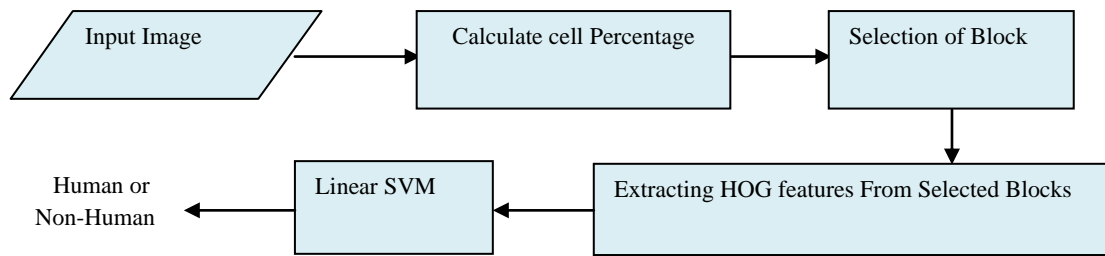 Input Image
Calculate cell Percentage
Selection of Block
Extracting HOG features From Selected Blocks
Linear SVM
Human or
Non-Human